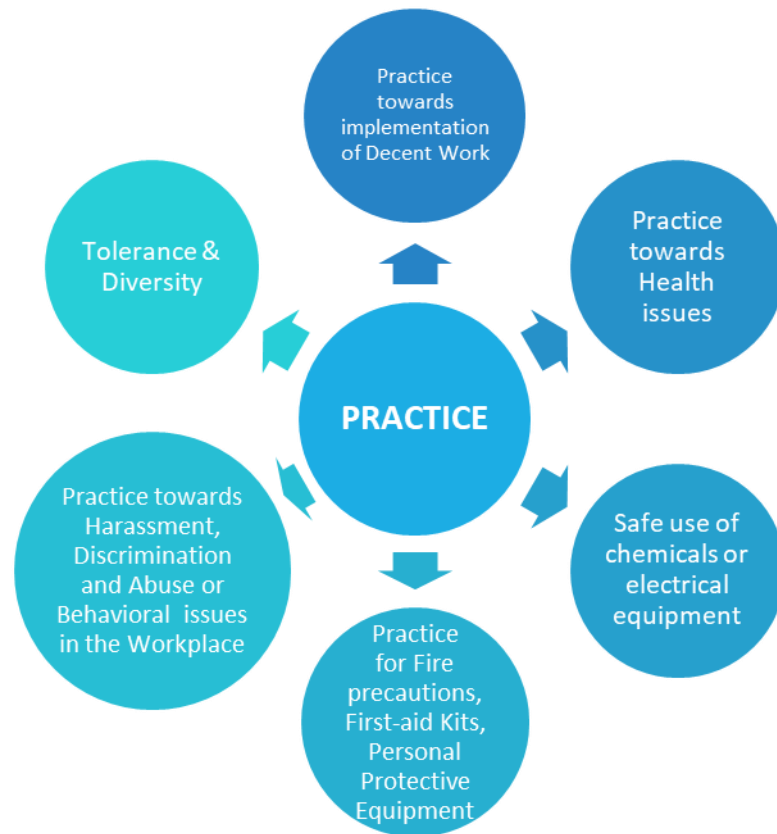 Practice
towards
implementation
of Decent Work
Tolerance &
Diversity
Practice
towards
Health
issues
PRACTICE
Practice towards
Harassment,
Discrimination
and Abuse or
Behavioral  issues
in the Workplace
Safe use of
chemicals or
electrical
equipment
Practice
for Fire
precautions,
First-aid Kits,
Personal
Protective
Equipment